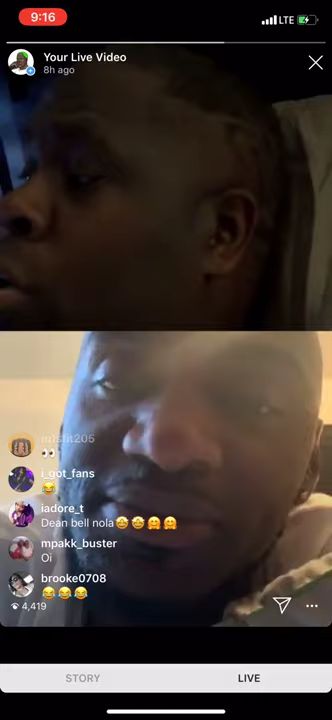 9:16
LTE
Your Live Video
8h ago
👀
i_got_fans
😂
iadore_t
Dean bell nola🤩🤩🤗🤗
mpakk_buster
Oi
brooke0708
😂😂😂
4,419
STORY
LIVE